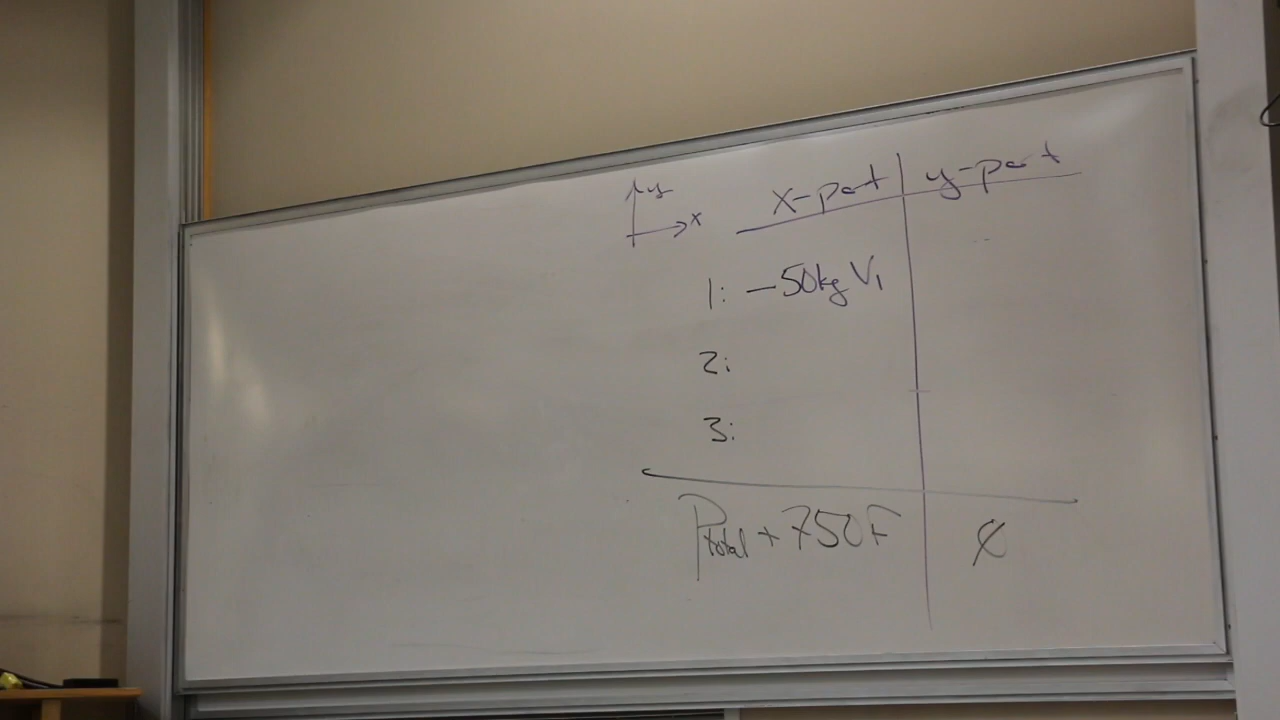 y
x
x-part y-part
1: -50kg V₁
2:
3:
Ptotal + 750F